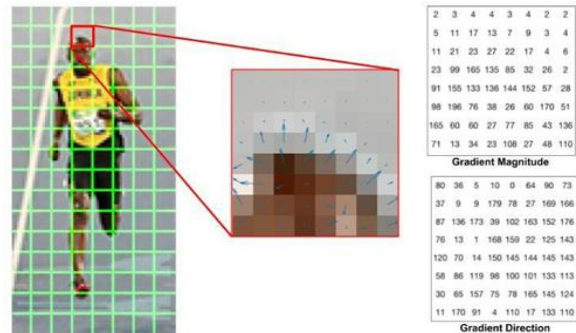 2 3 4 4 3 4 2 2
5 11 17 13 7 9 3 4
11 21 23 27 22 17 4 6
23 99 165 135 85 32 26 2
91 155 133 136 144 152 57 28
98 196 76 38 26 60 170 51
165 60 60 27 77 85 43 136
71 13 34 23 108 27 48 110
Gradient Magnitude
80 36 5 10 0 64 90 73
37 9 9 179 78 27 169 166
87 136 173 39 102 163 152 176
76 13 1 168 159 22 125 143
120 70 14 150 145 144 145 143
58 86 119 98 100 101 133 113
30 65 157 75 78 165 145 124
11 170 91 4 110 17 133 110
Gradient Direction